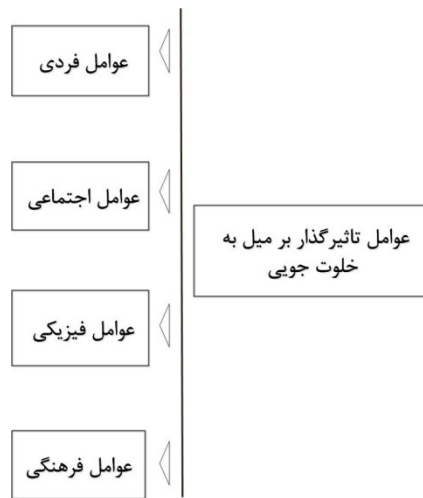 عوامل تاثیرگذار بر میل به
خلوت جویی
عوامل فردی
عوامل اجتماعی
عوامل فیزیکی
عوامل فرهنگی